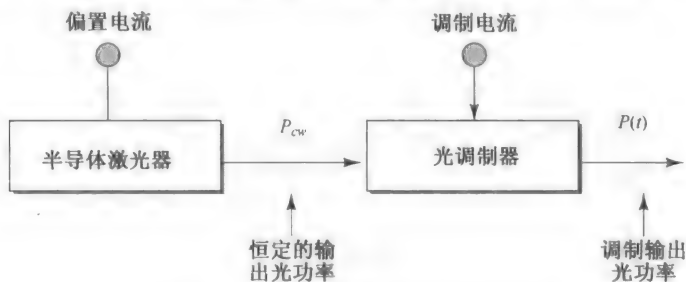 偏置电流
调制电流
半导体激光器
P_cw
光调制器
P(t)
恒定的输
出光功率
调制输出
光功率